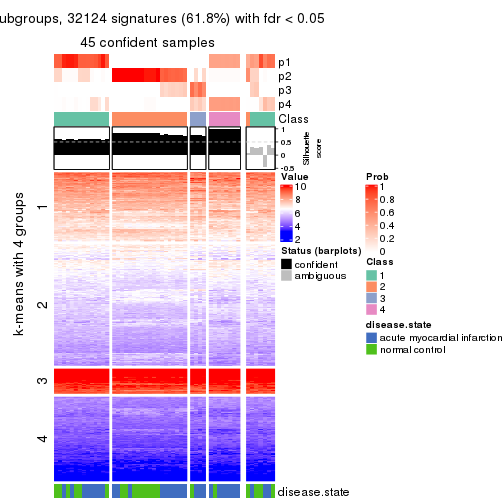 ubgroups, 32124 signatures (61.8%) with fdr < 0.05
45 confident samples
p1
p2
p3
p4
Class
1
0.5
0
-0.5
Silhouette
score
k-means with 4 groups
1
2
3
4
Value
10
8
6
4
2
Status (barplots)
confident
ambiguous
Prob
1
0.8
0.6
0.4
0.2
0
Class
1
2
3
4
disease.state
acute myocardial infarction
normal control
disease.state